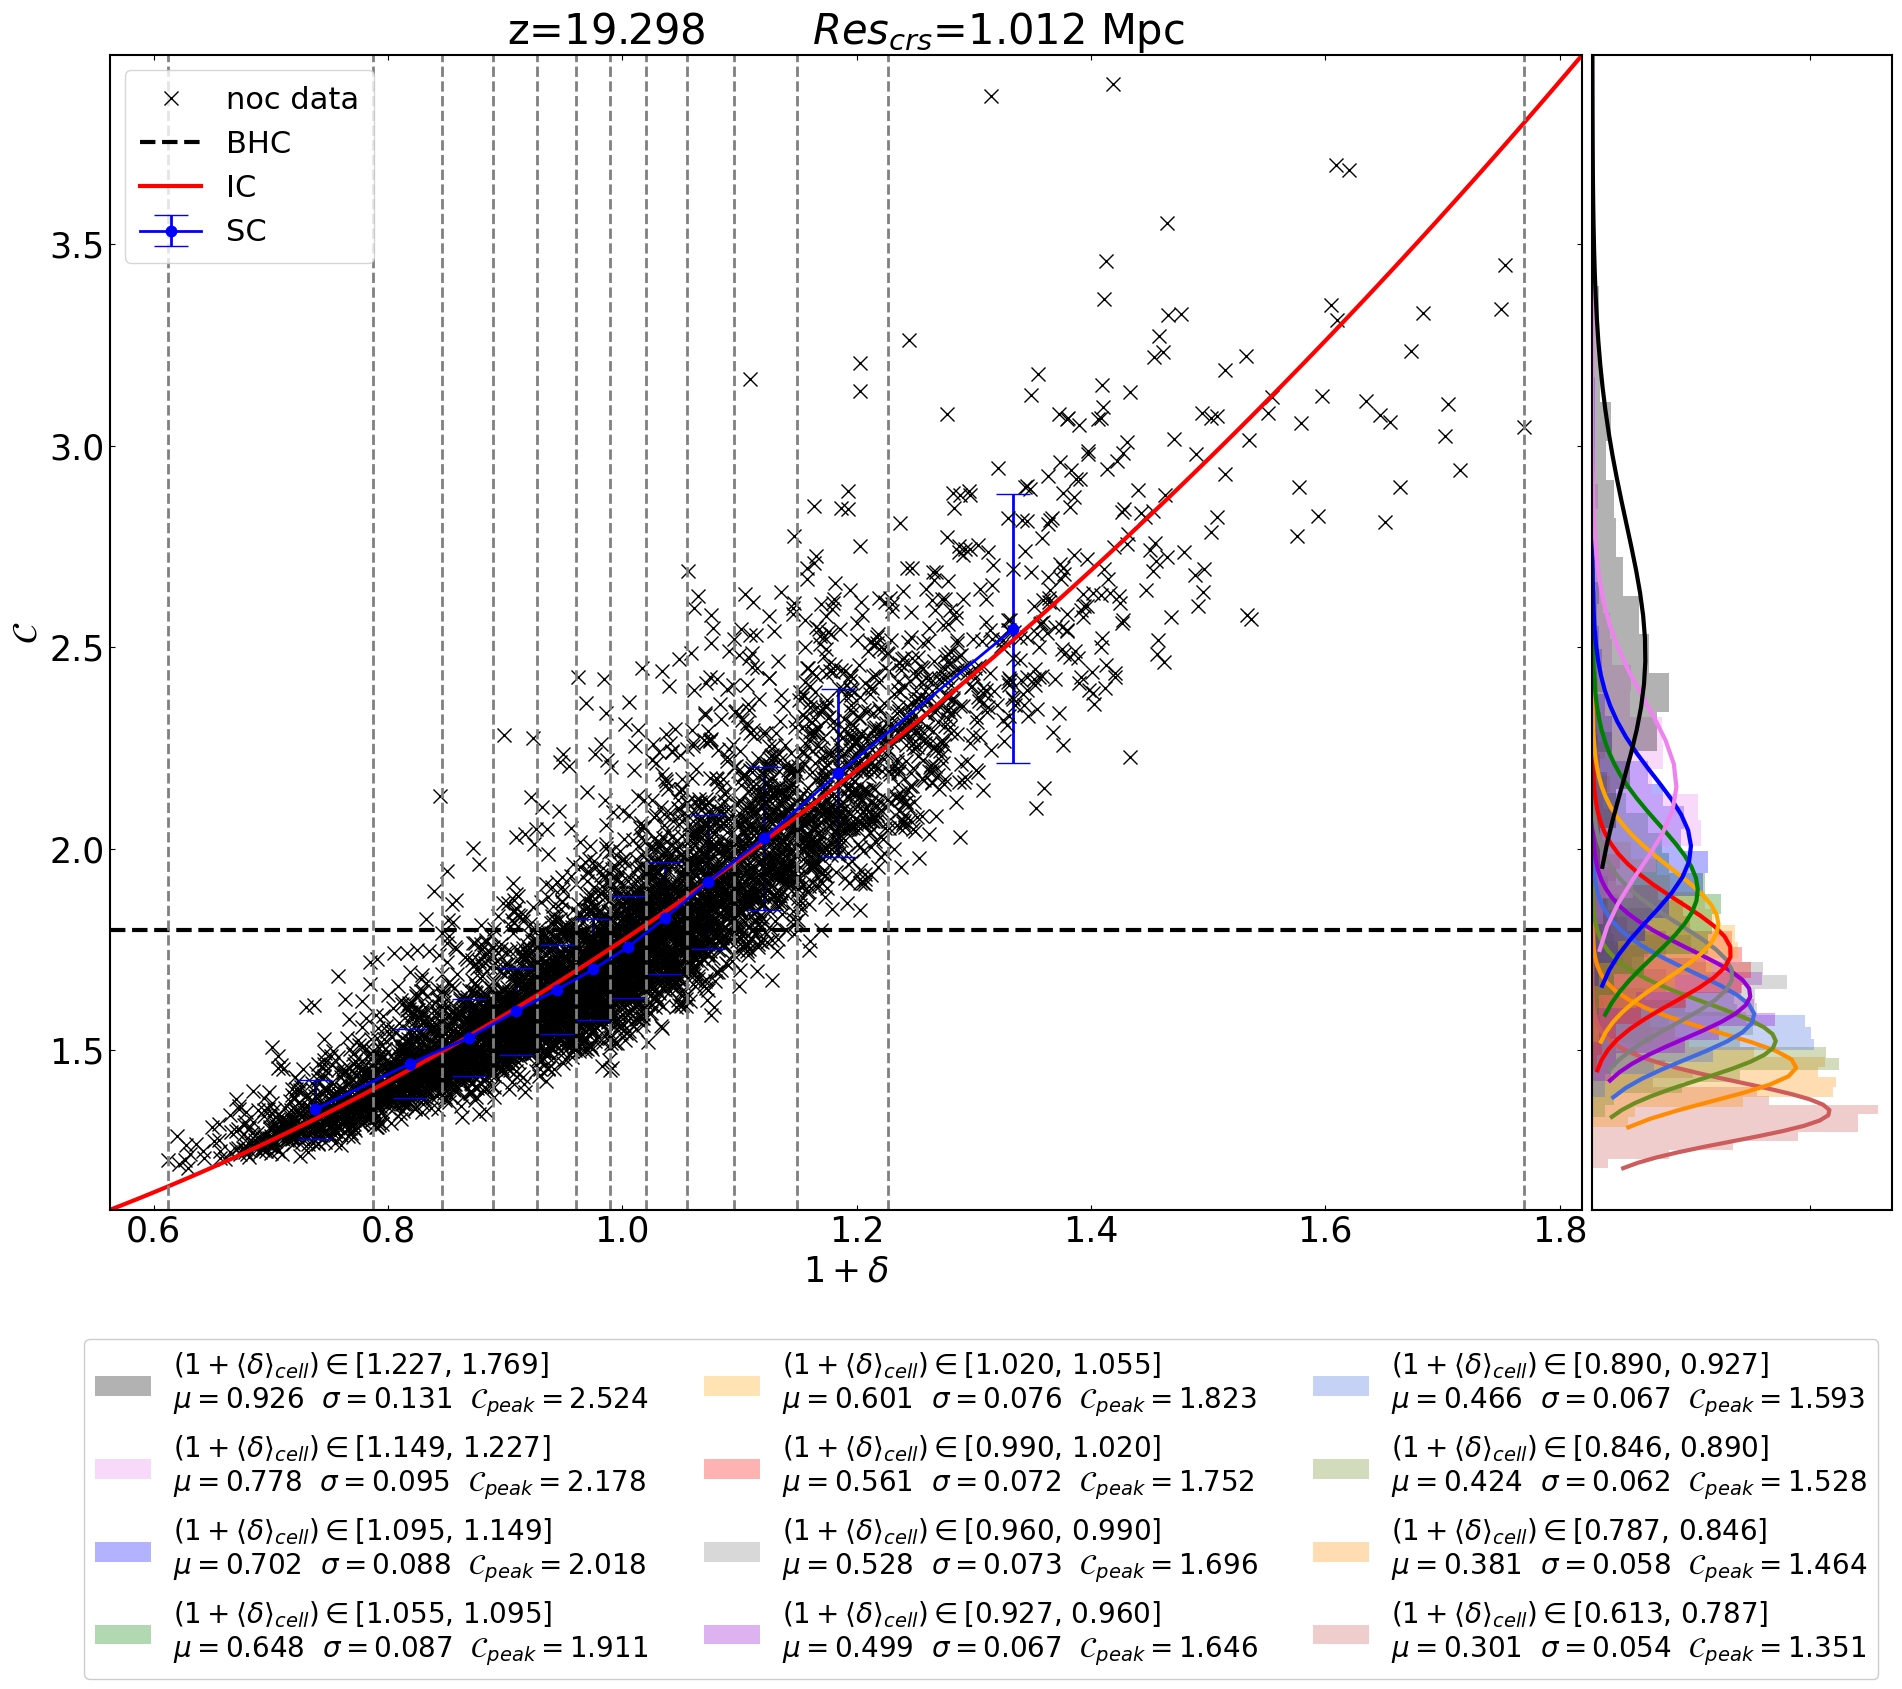 z=19.298 Res_crs=1.012 Mpc
noc data
BHC
IC
SC
3.5
3.0
2.5
2.0
1.5
𝒞
0.6 0.8 1.0 1.2 1.4 1.6 1.8
1 + δ
(1 + ⟨δ⟩_cell) ∈ [1.227, 1.769]
μ = 0.926 σ = 0.131 𝒞_peak = 2.524
(1 + ⟨δ⟩_cell) ∈ [1.149, 1.227]
μ = 0.778 σ = 0.095 𝒞_peak = 2.178
(1 + ⟨δ⟩_cell) ∈ [1.095, 1.149]
μ = 0.702 σ = 0.088 𝒞_peak = 2.018
(1 + ⟨δ⟩_cell) ∈ [1.055, 1.095]
μ = 0.648 σ = 0.087 𝒞_peak = 1.911
(1 + ⟨δ⟩_cell) ∈ [1.020, 1.055]
μ = 0.601 σ = 0.076 𝒞_peak = 1.823
(1 + ⟨δ⟩_cell) ∈ [0.990, 1.020]
μ = 0.561 σ = 0.072 𝒞_peak = 1.752
(1 + ⟨δ⟩_cell) ∈ [0.960, 0.990]
μ = 0.528 σ = 0.073 𝒞_peak = 1.696
(1 + ⟨δ⟩_cell) ∈ [0.927, 0.960]
μ = 0.499 σ = 0.067 𝒞_peak = 1.646
(1 + ⟨δ⟩_cell) ∈ [0.890, 0.927]
μ = 0.466 σ = 0.067 𝒞_peak = 1.593
(1 + ⟨δ⟩_cell) ∈ [0.846, 0.890]
μ = 0.424 σ = 0.062 𝒞_peak = 1.528
(1 + ⟨δ⟩_cell) ∈ [0.787, 0.846]
μ = 0.381 σ = 0.058 𝒞_peak = 1.464
(1 + ⟨δ⟩_cell) ∈ [0.613, 0.787]
μ = 0.301 σ = 0.054 𝒞_peak = 1.351